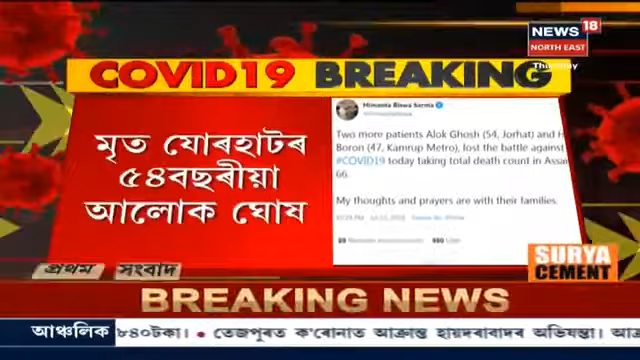 NEWS 18
NORTH EAST
Thursday
COVID19 BREAKING
মৃত যোৰহাটৰ
৫৪বছৰীয়া
আলোক ঘোষ
Himanta Biswa Sarma
Two more patients Alok Ghosh (54, Jorhat) and H
Boron (47, Kamrup Metro), lost the battle against
#COVID19 today taking total death count in Assam
66.
My thoughts and prayers are with their families.
SURYA
CEMENT
প্ৰথম সংবাদ
BREAKING NEWS
আঞ্চলিক ৮৪০টকা। • তেজপুৰত ক'ৰোনাত আক্ৰান্ত হায়দৰাবাদৰ অভিযন্তা।